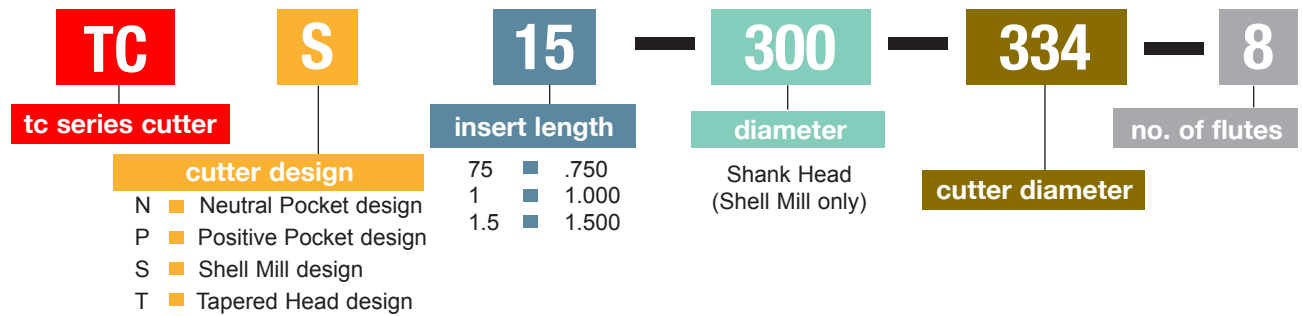 TC S 15 – 300 – 334 – 8
tc series cutter
insert length
diameter
no. of flutes
cutter design
cutter diameter
75 .750
1 1.000
1.5 1.500
Shank Head
(Shell Mill only)
N Neutral Pocket design
P Positive Pocket design
S Shell Mill design
T Tapered Head design